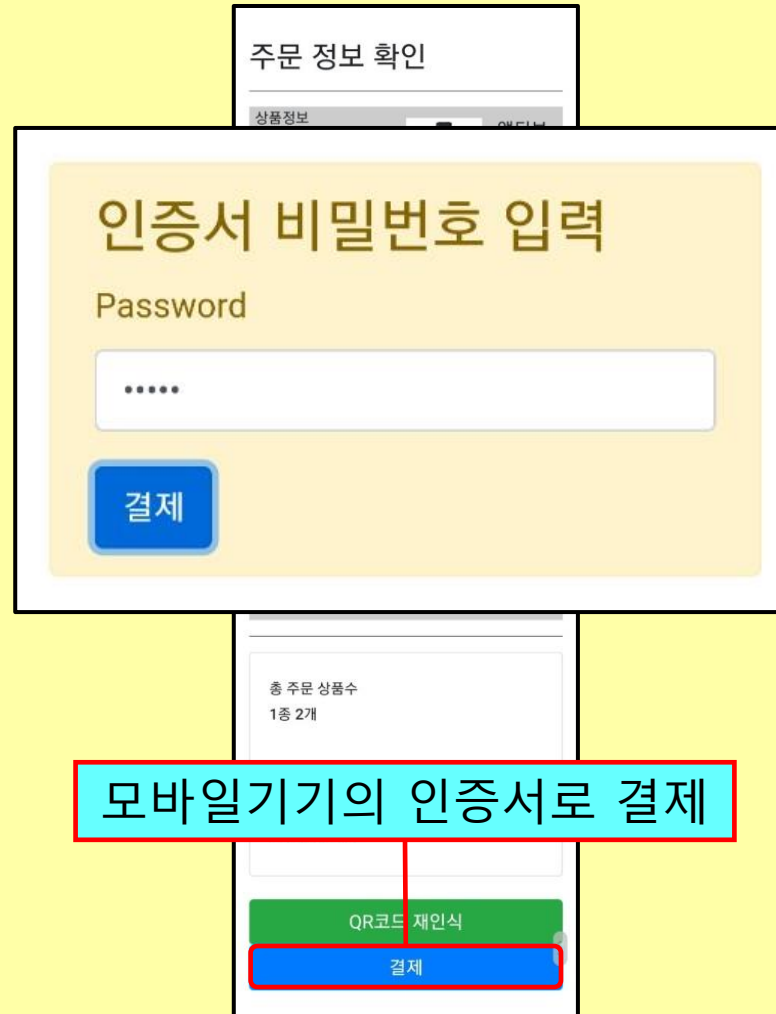 주문 정보 확인
상품정보
인증서 비밀번호 입력
Password
•••••
결제
총 주문 상품수
1종 2개
모바일기기의 인증서로 결제
QR코드 재인식
결제